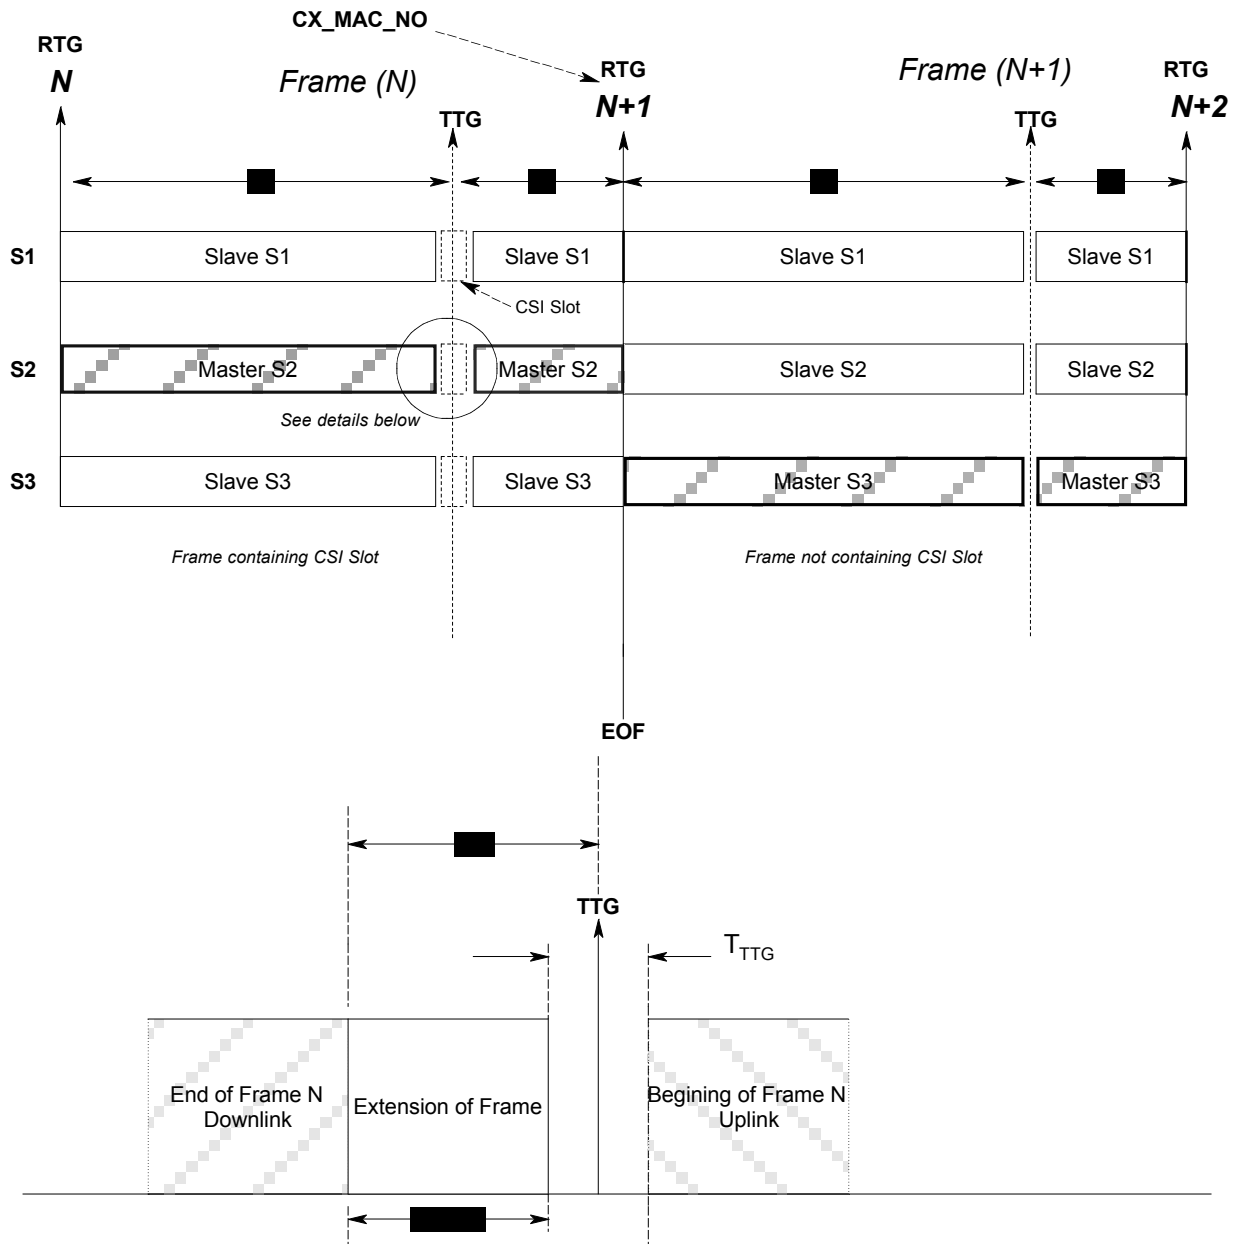 CX_MAC_NO
RTG
N
Frame (N)
RTG
N+1
Frame (N+1)
RTG
N+2
TTG
TTG
S1
Slave S1
Slave S1
Slave S1
Slave S1
CSI Slot
S2
Master S2
Master S2
Slave S2
Slave S2
See details below
S3
Slave S3
Slave S3
Master S3
Master S3
Frame containing CSI Slot
Frame not containing CSI Slot
EOF
TTG
TTTG
End of Frame N
Downlink
Extension of Frame
Begining of Frame N
Uplink